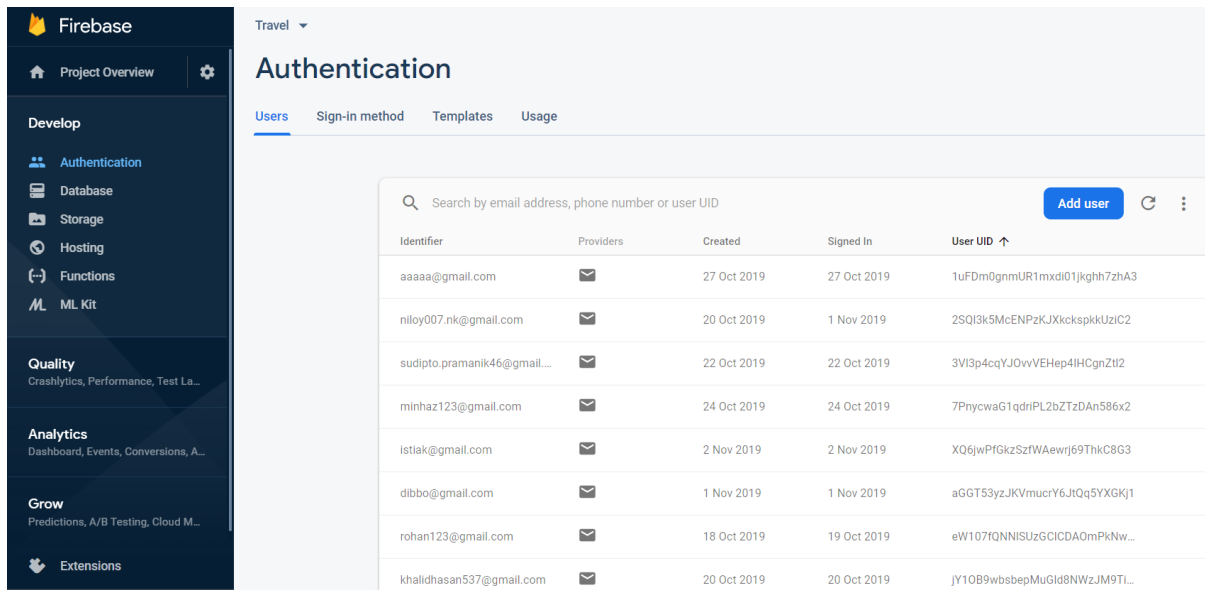 Firebase
Project Overview
Develop
Authentication
Database
Storage
Hosting
Functions
ML Kit
Quality
Crashlytics, Performance, Test La...
Analytics
Dashboard, Events, Conversions, A...
Grow
Predictions, A/B Testing, Cloud M...
Extensions
Travel
Authentication
Users Sign-in method Templates Usage
Search by email address, phone number or user UID Add user
Identifier Providers Created Signed In User UID
aaaaa@gmail.com 27 Oct 2019 27 Oct 2019 1uFDm0gnmUR1mxdi01jkghh7zhA3
niloy007.nk@gmail.com 20 Oct 2019 1 Nov 2019 2SQI3k5McENPzKJXkckspkkUziC2
sudipto.pramanik46@gmail.... 22 Oct 2019 22 Oct 2019 3VI3p4cqYJOvvVEHep4IHCgnZtI2
minhaz123@gmail.com 24 Oct 2019 24 Oct 2019 7PnycwaG1qdriPL2bZTzDAn586x2
istiak@gmail.com 2 Nov 2019 2 Nov 2019 XQ6jwPfGkzSzfWAewrj69ThkC8G3
dibbo@gmail.com 1 Nov 2019 1 Nov 2019 aGGT53yzJKVmucrY6JtQq5YXGKj1
rohan123@gmail.com 18 Oct 2019 19 Oct 2019 eW107fQNNISUzGCICDAOmPkNw...
khalidhasan537@gmail.com 20 Oct 2019 20 Oct 2019 jY1OB9wbsbepMuGld8NWzJM9Ti...